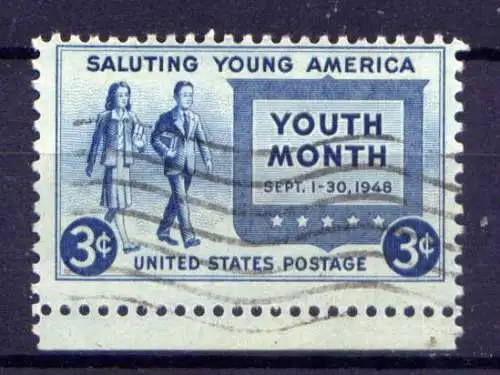 SALUTING YOUNG AMERICA
YOUTH
MONTH
SEPT. 1-30, 1948
3¢ 3¢
UNITED STATES POSTAGE